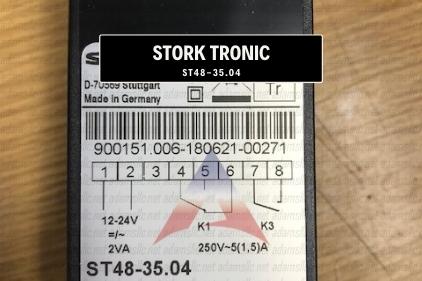 STORK TRONIC
ST48-35.04
D-70569 Stuttgart
Made in Germany
Tr
900151.006-180621-00271
1 2 3 4 5 6 7 8
12-24V
=/~
2VA
K1
K3
250V~5(1,5)A
ST48-35.04